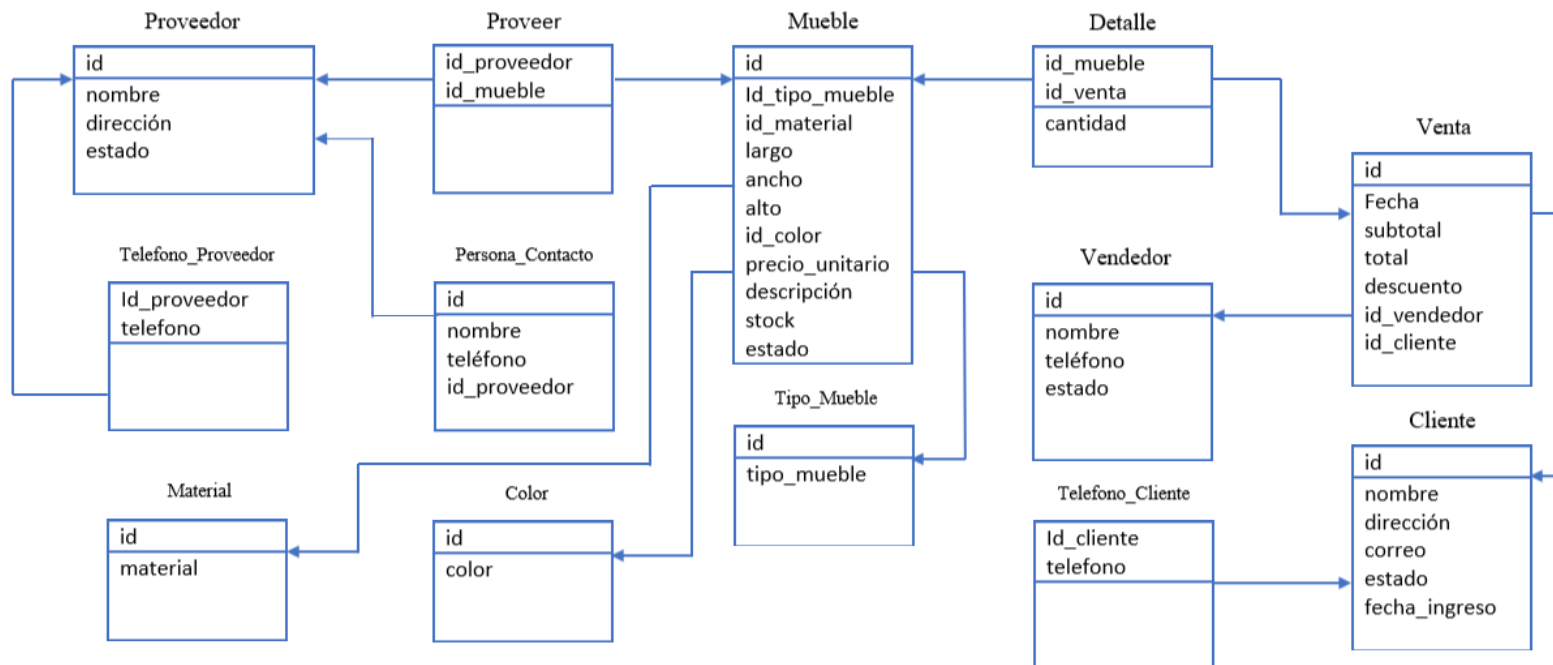 Proveedor
id
nombre
dirección
estado
Proveer
id_proveedor
id_mueble
Mueble
id
Id_tipo_mueble
id_material
largo
ancho
alto
id_color
precio_unitario
descripción
stock
estado
Detalle
id_mueble
id_venta
cantidad
Venta
id
Fecha
subtotal
total
descuento
id_vendedor
id_cliente
Telefono_Proveedor
Id_proveedor
telefono
Persona_Contacto
id
nombre
teléfono
id_proveedor
Vendedor
id
nombre
teléfono
estado
Tipo_Mueble
id
tipo_mueble
Cliente
id
nombre
dirección
correo
estado
fecha_ingreso
Material
id
material
Color
id
color
Telefono_Cliente
Id_cliente
telefono